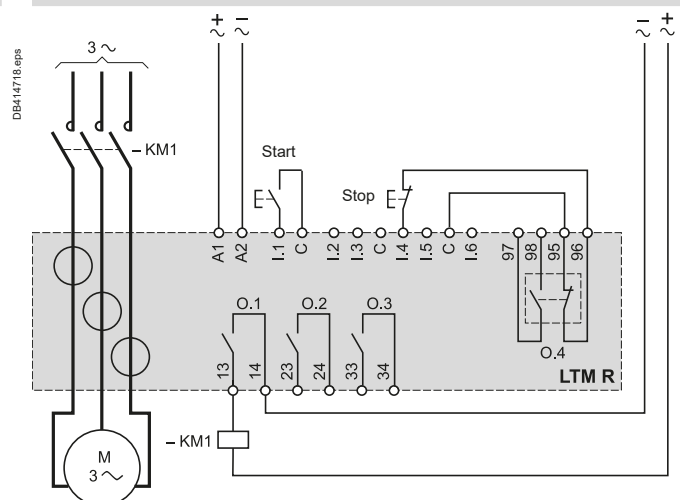 + − − +
∼ ∼ ∼ ∼
DB414718.eps
3 ∼
– KM1
Start
Stop
A1 A2 I.1 C I.2 I.3 C I.4 I.5 C I.6 97 98 95 96
O.1 O.2 O.3
O.4
13 14 23 24 33 34
LTM R
– KM1
M
3 ∼